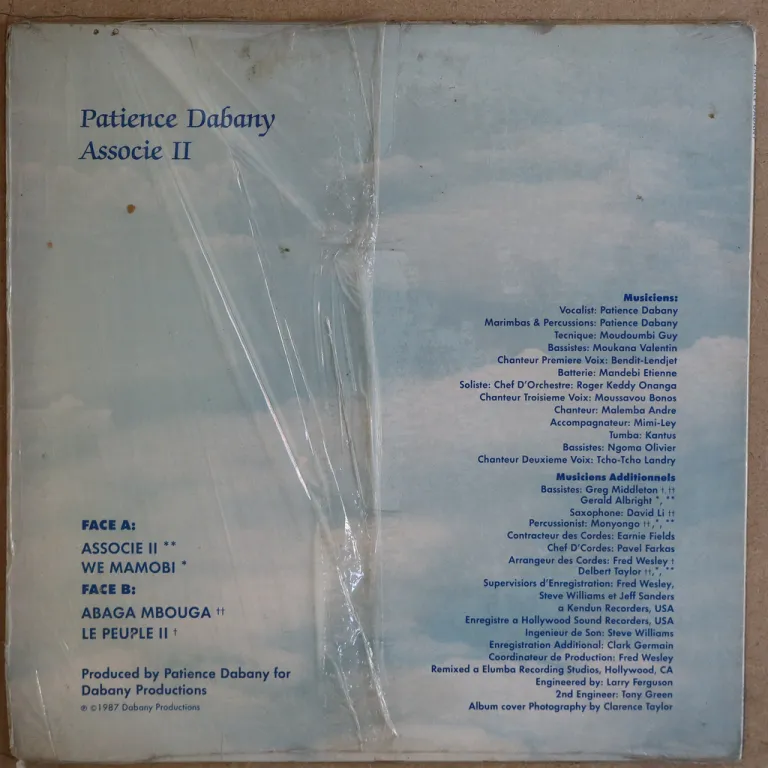 Patience Dabany
Associe II
FACE A:
ASSOCIE II **
WE MAMOBI *
FACE B:
ABAGA MBOUGA ††
LE PEUPLE II †
Produced by Patience Dabany for
Dabany Productions
℗ ©1987 Dabany Productions
Musiciens:
Vocalist: Patience Dabany
Marimbas & Percussions: Patience Dabany
Tecnique: Moudoumbi Guy
Bassistes: Moukana Valentin
Chanteur Premiere Voix: Bendit-Lendjet
Batterie: Mandebi Etienne
Soliste: Chef D'Orchestre: Roger Keddy Onanga
Chanteur Troisieme Voix: Moussavou Bonos
Chanteur: Malemba Andre
Accompagnateur: Mimi-Ley
Tumba: Kantus
Bassistes: Ngoma Olivier
Chanteur Deuxieme Voix: Tcho-Tcho Landry
Musiciens Additionnels
Bassistes: Greg Middleton †, ††
Gerald Albright *, **
Saxophone: David Li ††
Percussionist: Monyongo ††,*, **
Contracteur des Cordes: Earnie Fields
Chef D'Cordes: Pavel Farkas
Arrangeur des Cordes: Fred Wesley †
Delbert Taylor ††,*, **
Supervisiors d'Enregistration: Fred Wesley,
Steve Williams et Jeff Sanders
a Kendun Recorders, USA
Enregistre a Hollywood Sound Recorders, USA
Ingenieur de Son: Steve Williams
Enregistration Additional: Clark Germain
Coordinateur de Production: Fred Wesley
Remixed a Elumba Recording Studios, Hollywood, CA
Engineered by: Larry Ferguson
2nd Engineer: Tony Green
Album cover Photography by Clarence Taylor